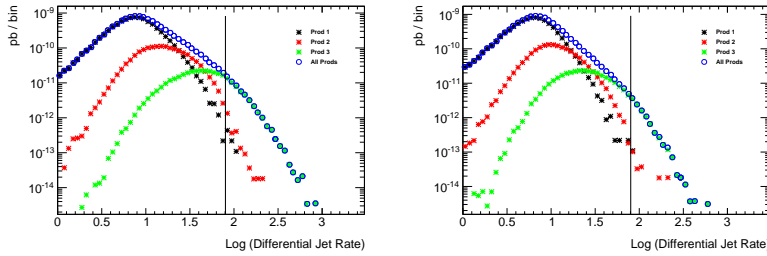 pb / bin
10⁻⁹
10⁻¹⁰
10⁻¹¹
10⁻¹²
10⁻¹³
10⁻¹⁴
Prod 1
Prod 2
Prod 3
All Prods
0 0.5 1 1.5 2 2.5 3
Log (Differential Jet Rate)
pb / bin
10⁻⁹
10⁻¹⁰
10⁻¹¹
10⁻¹²
10⁻¹³
10⁻¹⁴
Prod 1
Prod 2
Prod 3
All Prods
0 0.5 1 1.5 2 2.5 3
Log (Differential Jet Rate)